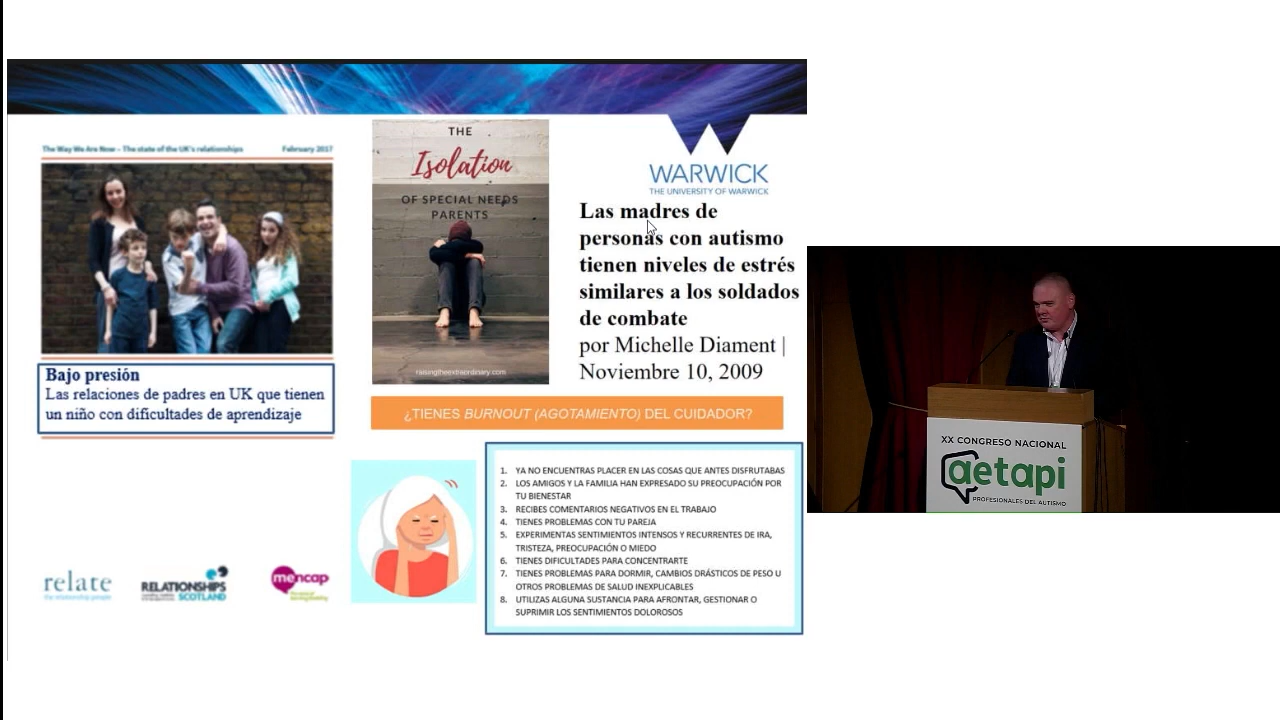 The Way We Are Now – The state of the UK's relationships
February 2017
Bajo presión
Las relaciones de padres en UK que tienen
un niño con dificultades de aprendizaje
relate
the relationship people
RELATIONSHIPS
SCOTLAND
mencap
THE
Isolation
OF SPECIAL NEEDS
PARENTS
raisingtheextraordinary.com
WARWICK
THE UNIVERSITY OF WARWICK
Las madres de
personas con autismo
tienen niveles de estrés
similares a los soldados
de combate
por Michelle Diament |
Noviembre 10, 2009
¿TIENES BURNOUT (AGOTAMIENTO) DEL CUIDADOR?
1. YA NO ENCUENTRAS PLACER EN LAS COSAS QUE ANTES DISFRUTABAS
2. LOS AMIGOS Y LA FAMILIA HAN EXPRESADO SU PREOCUPACIÓN POR
TU BIENESTAR
3. RECIBES COMENTARIOS NEGATIVOS EN EL TRABAJO
4. TIENES PROBLEMAS CON TU PAREJA
5. EXPERIMENTAS SENTIMIENTOS INTENSOS Y RECURRENTES DE IRA,
TRISTEZA, PREOCUPACIÓN O MIEDO
6. TIENES DIFICULTADES PARA CONCENTRARTE
7. TIENES PROBLEMAS PARA DORMIR, CAMBIOS DRÁSTICOS DE PESO U
OTROS PROBLEMAS DE SALUD INEXPLICABLES
8. UTILIZAS ALGUNA SUSTANCIA PARA AFRONTAR, GESTIONAR O
SUPRIMIR LOS SENTIMIENTOS DOLOROSOS
XX CONGRESO NACIONAL
aetapi
PROFESIONALES DEL AUTISMO